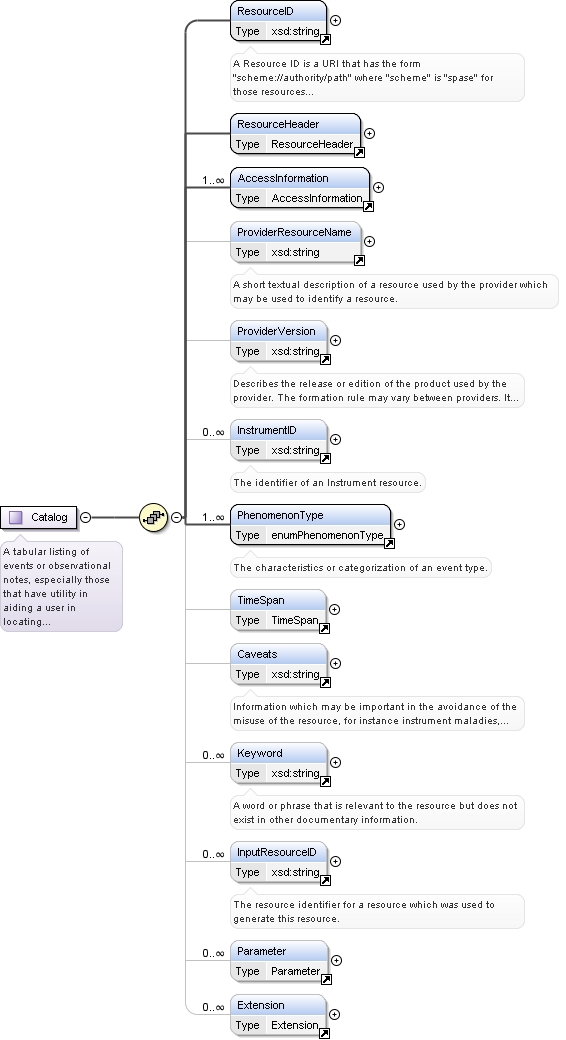 ResourceID
Type xsd:string
A Resource ID is a URI that has the form
"scheme://authority/path" where "scheme" is "spase" for
those resources...
ResourceHeader
Type ResourceHeader
1..∞
AccessInformation
Type AccessInformation
ProviderResourceName
Type xsd:string
A short textual description of a resource used by the provider which
may be used to identify a resource.
ProviderVersion
Type xsd:string
Describes the release or edition of the product used by the
provider. The formation rule may vary between providers. It...
0..∞
InstrumentID
Type xsd:string
The identifier of an Instrument resource.
Catalog
A tabular listing of
events or observational
notes, especially those
that have utility in
aiding a user in
locating...
1..∞
PhenomenonType
Type enumPhenomenonType
The characteristics or categorization of an event type.
TimeSpan
Type TimeSpan
Caveats
Type xsd:string
Information which may be important in the avoidance of the
misuse of the resource, for instance instrument maladies,...
0..∞
Keyword
Type xsd:string
A word or phrase that is relevant to the resource but does not
exist in other documentary information.
0..∞
InputResourceID
Type xsd:string
The resource identifier for a resource which was used to
generate this resource.
0..∞
Parameter
Type Parameter
0..∞
Extension
Type Extension